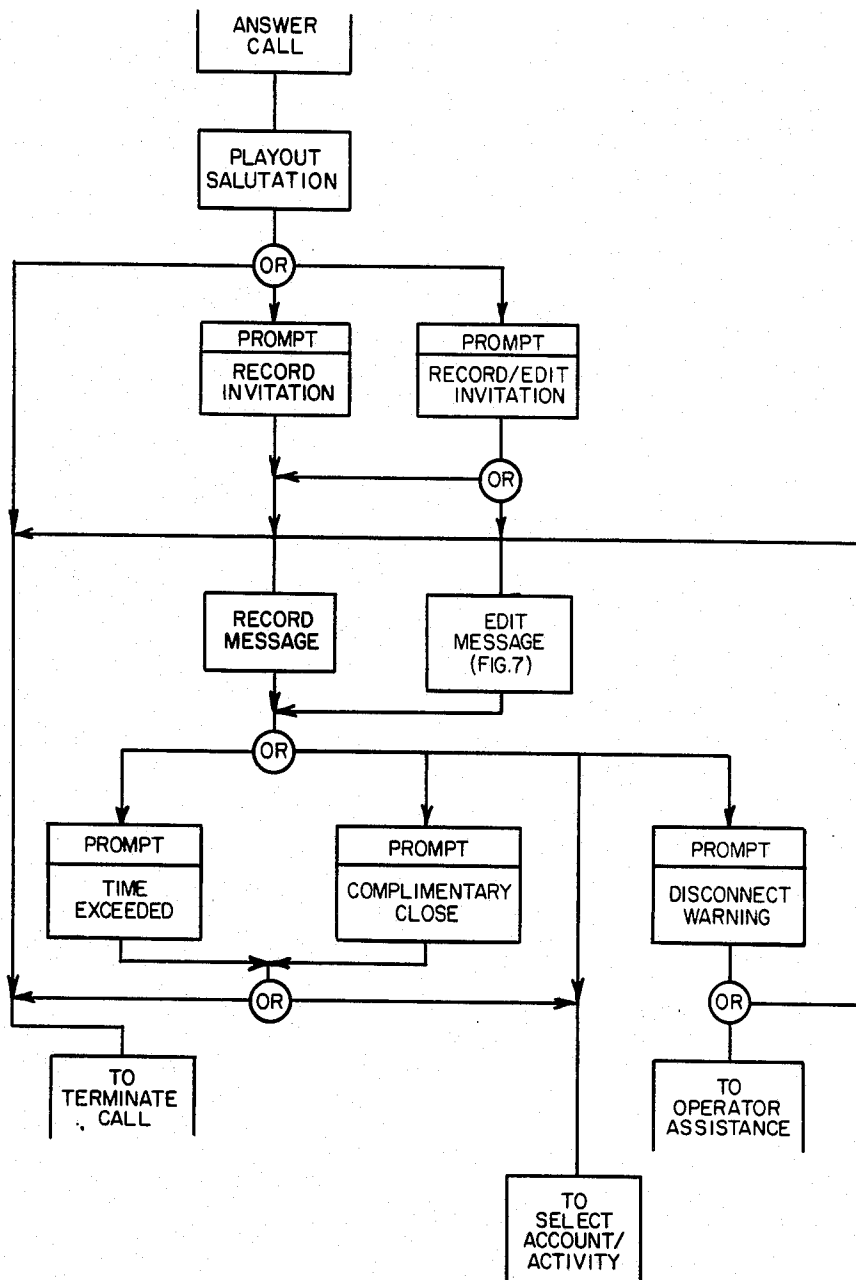 ANSWER
CALL
PLAYOUT
SALUTATION
OR
PROMPT
RECORD
INVITATION
PROMPT
RECORD/EDIT
INVITATION
OR
RECORD
MESSAGE
EDIT
MESSAGE
(FIG.7)
OR
PROMPT
TIME
EXCEEDED
PROMPT
COMPLIMENTARY
CLOSE
PROMPT
DISCONNECT
WARNING
OR
OR
TO
TERMINATE
CALL
TO
OPERATOR
ASSISTANCE
TO
SELECT
ACCOUNT/
ACTIVITY